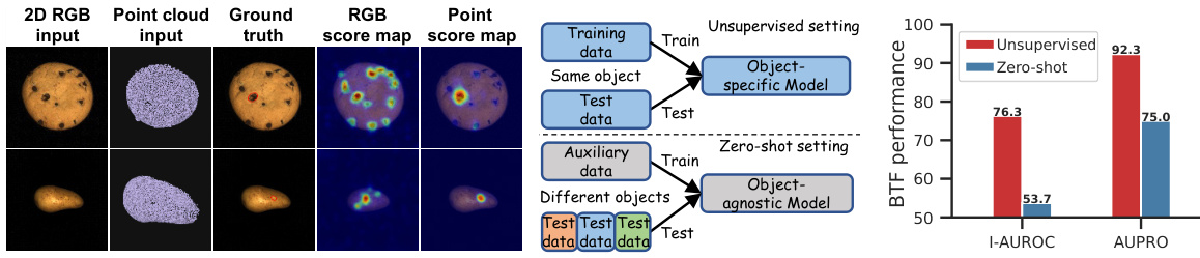 2D RGB
input
Point cloud
input
Ground
truth
RGB
score map
Point
score map
Training
data
Same object
Test
data
Train
Test
Unsupervised setting
Object-
specific Model
Auxiliary
data
Different objects
Test
data
Test
data
Test
data
Train
Test
Zero-shot setting
Object-
agnostic Model
BTF performance
100
90
80
70
60
50
Unsupervised
Zero-shot
76.3
53.7
92.3
75.0
I-AUROC
AUPRO